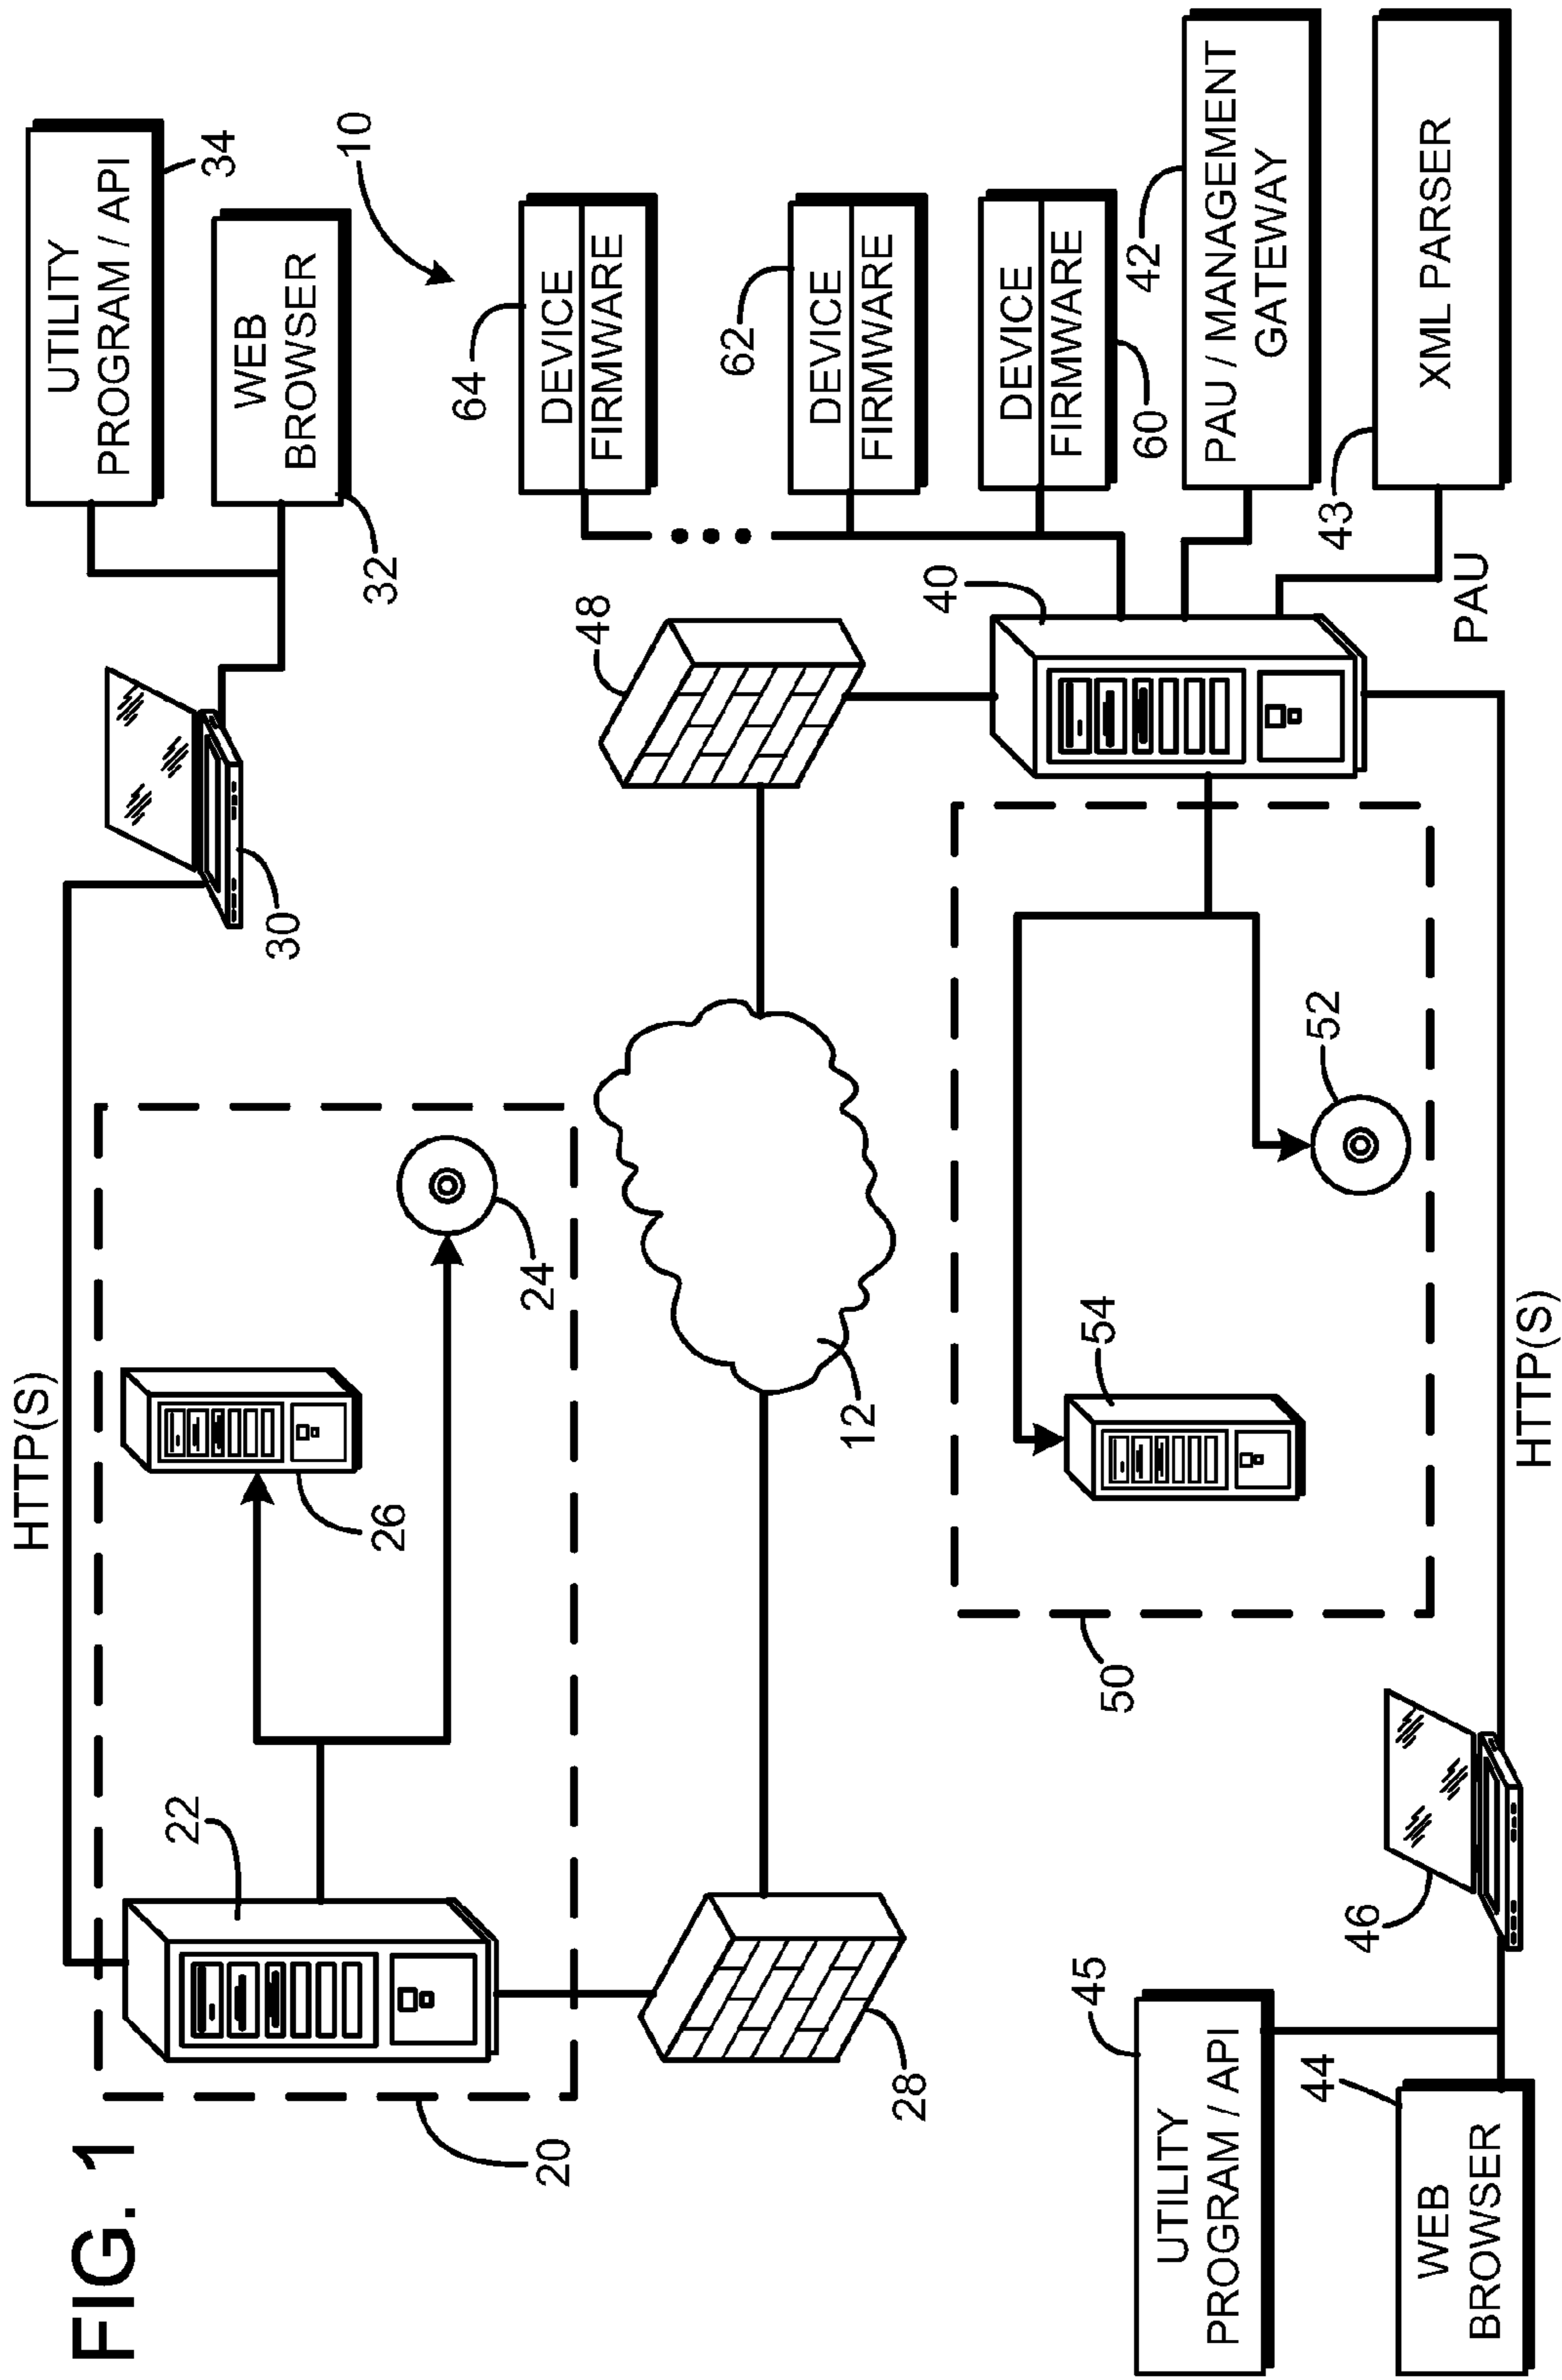 FIG. 1
HTTP(S)
22
26
24
20
28
12
30
UTILITY
PROGRAM / API
34
WEB
BROWSER
32
10
48
64
DEVICE
FIRMWARE
62
DEVICE
FIRMWARE
DEVICE
FIRMWARE
60
40
42
PAU / MANAGEMENT
GATEWAY
43
XML PARSER
PAU
50
54
52
HTTP(S)
46
45
UTILITY
PROGRAM / API
44
WEB
BROWSER